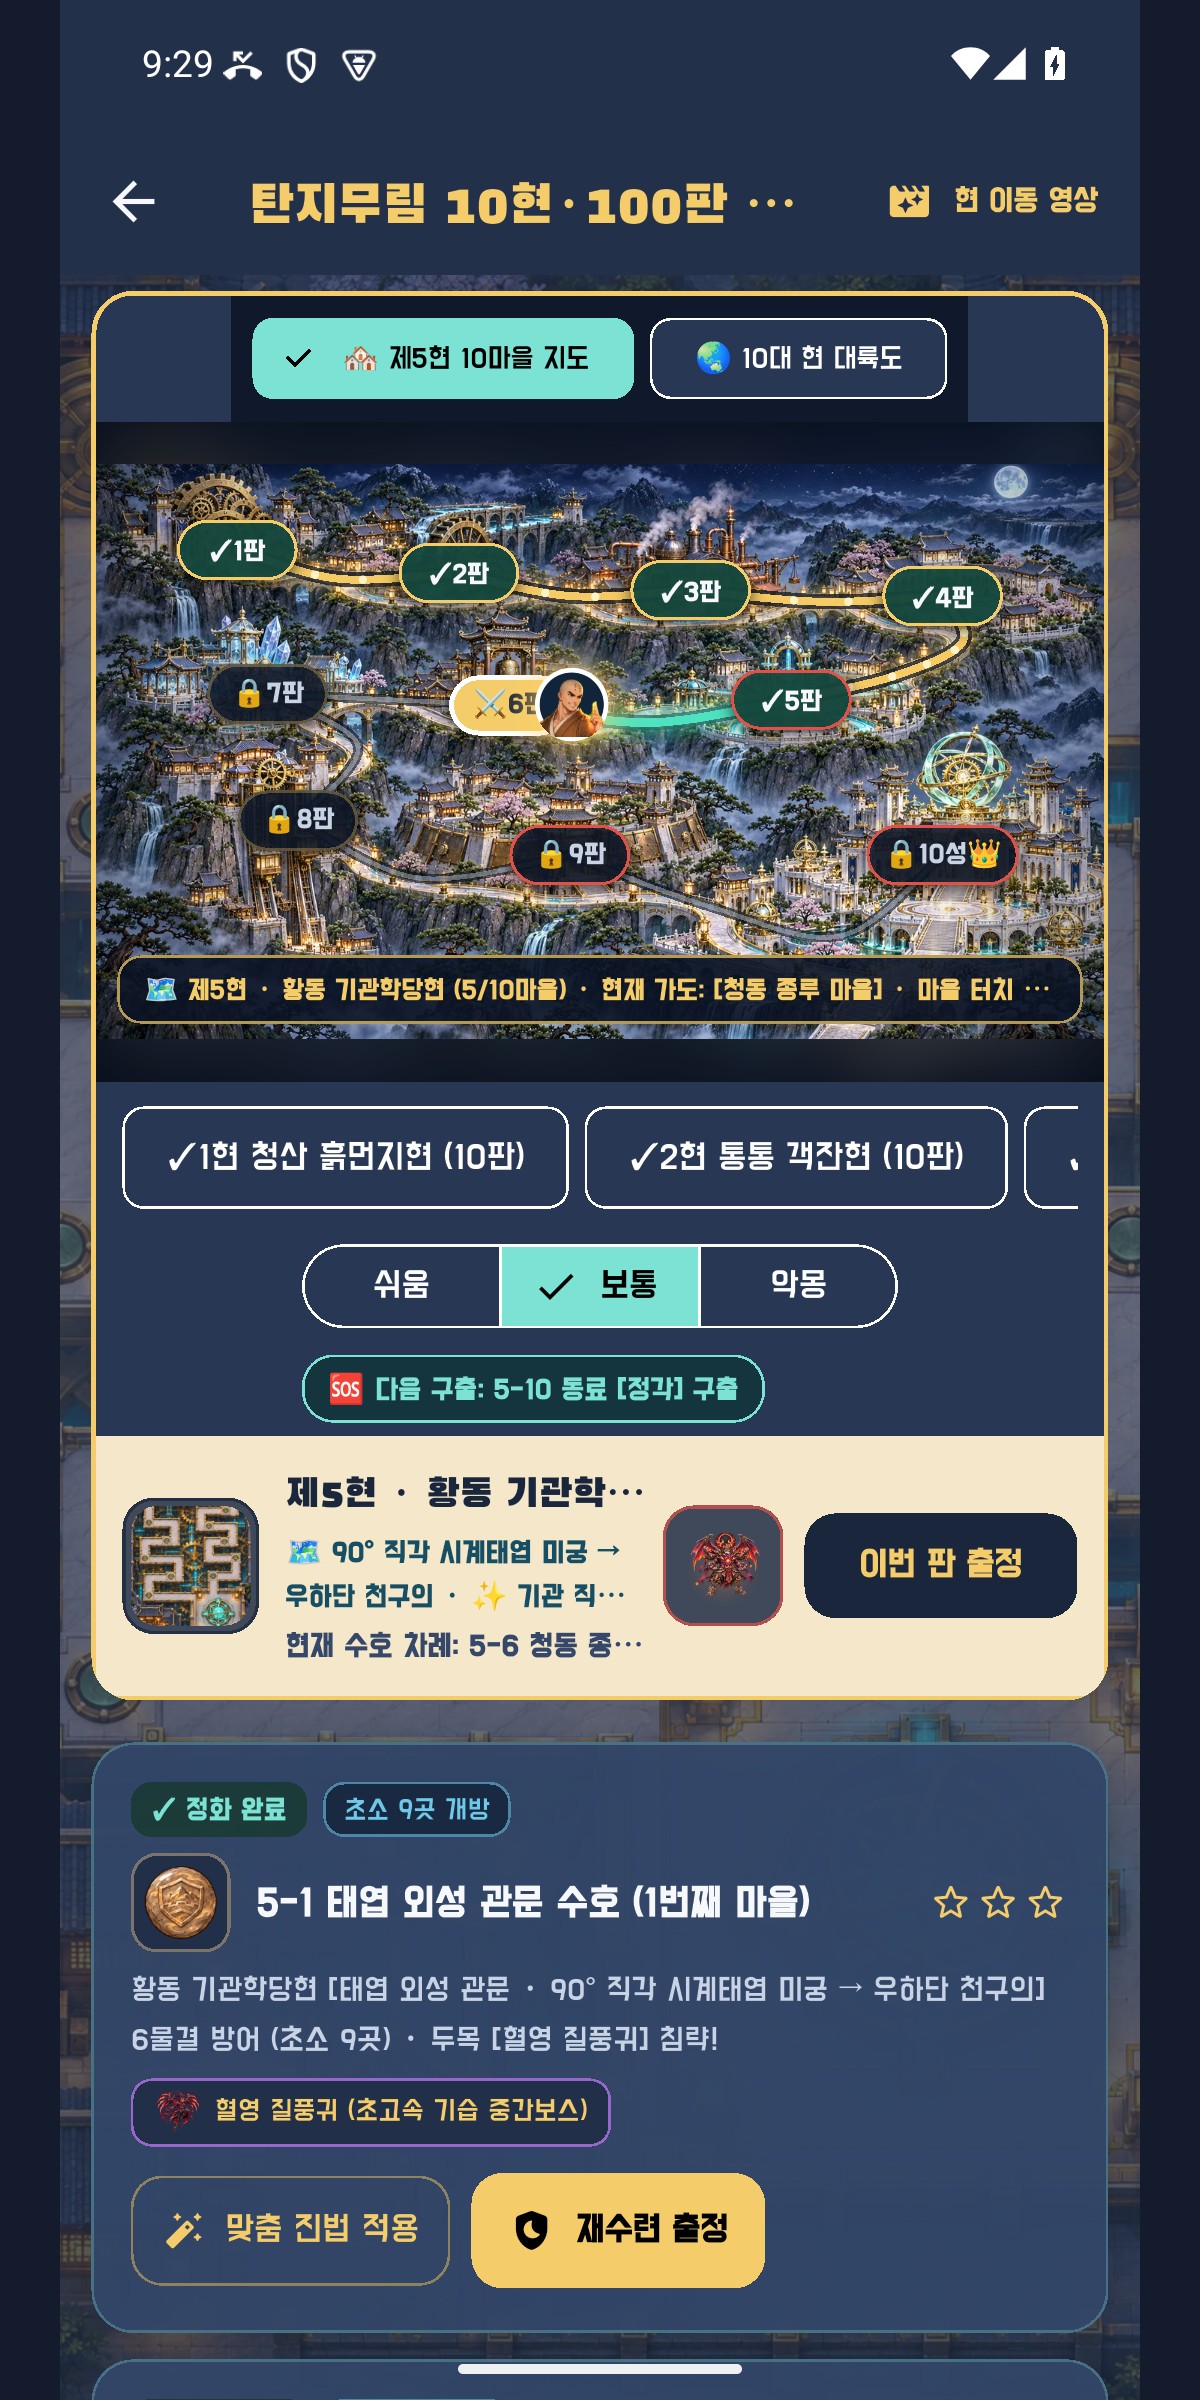 9:29
탄지무림 10현·100판 ···
현 이동 영상
✓ 제5현 10마을 지도
10대 현 대륙도
✓1판
✓2판
✓3판
✓4판
7판
6판
✓5판
8판
9판
10성
제5현 · 황동 기관학당현 (5/10마을) · 현재 가도: [청동 종루 마을] · 마을 터치 ···
✓1현 청산 흙먼지현 (10판)
✓2현 통통 객잔현 (10판)
쉬움
✓ 보통
악몽
SOS 다음 구출: 5-10 동료 [정각] 구출
제5현 · 황동 기관학···
90° 직각 시계태엽 미궁 →
우하단 천구의 · ✨ 기관 직···
현재 수호 차례: 5-6 청동 종···
이번 판 출정
✓ 정화 완료
초소 9곳 개방
5-1 태엽 외성 관문 수호 (1번째 마을)
황동 기관학당현 [태엽 외성 관문 · 90° 직각 시계태엽 미궁 → 우하단 천구의]
6물결 방어 (초소 9곳) · 두목 [혈영 질풍귀] 침략!
혈영 질풍귀 (초고속 기습 중간보스)
맞춤 진법 적용
재수련 출정